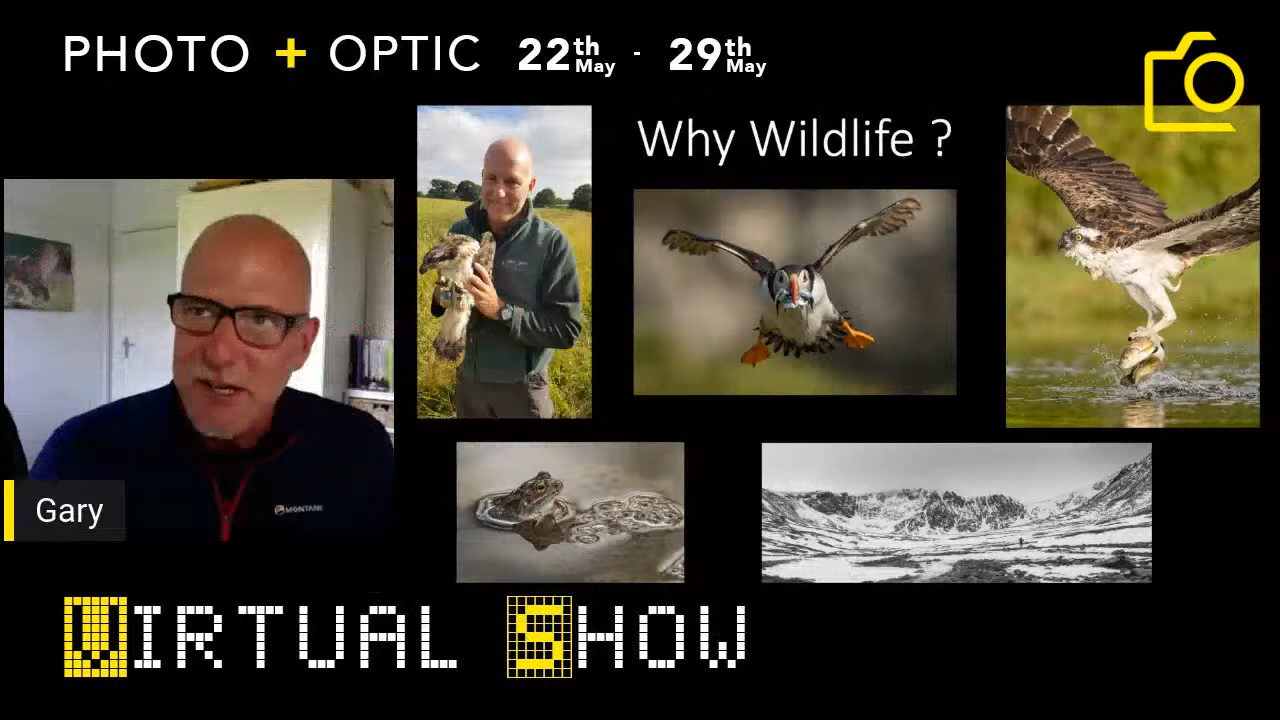 PHOTO + OPTIC 22th May - 29th May
Why Wildlife ?
MONTANE
Gary
VIRTUAL SHOW